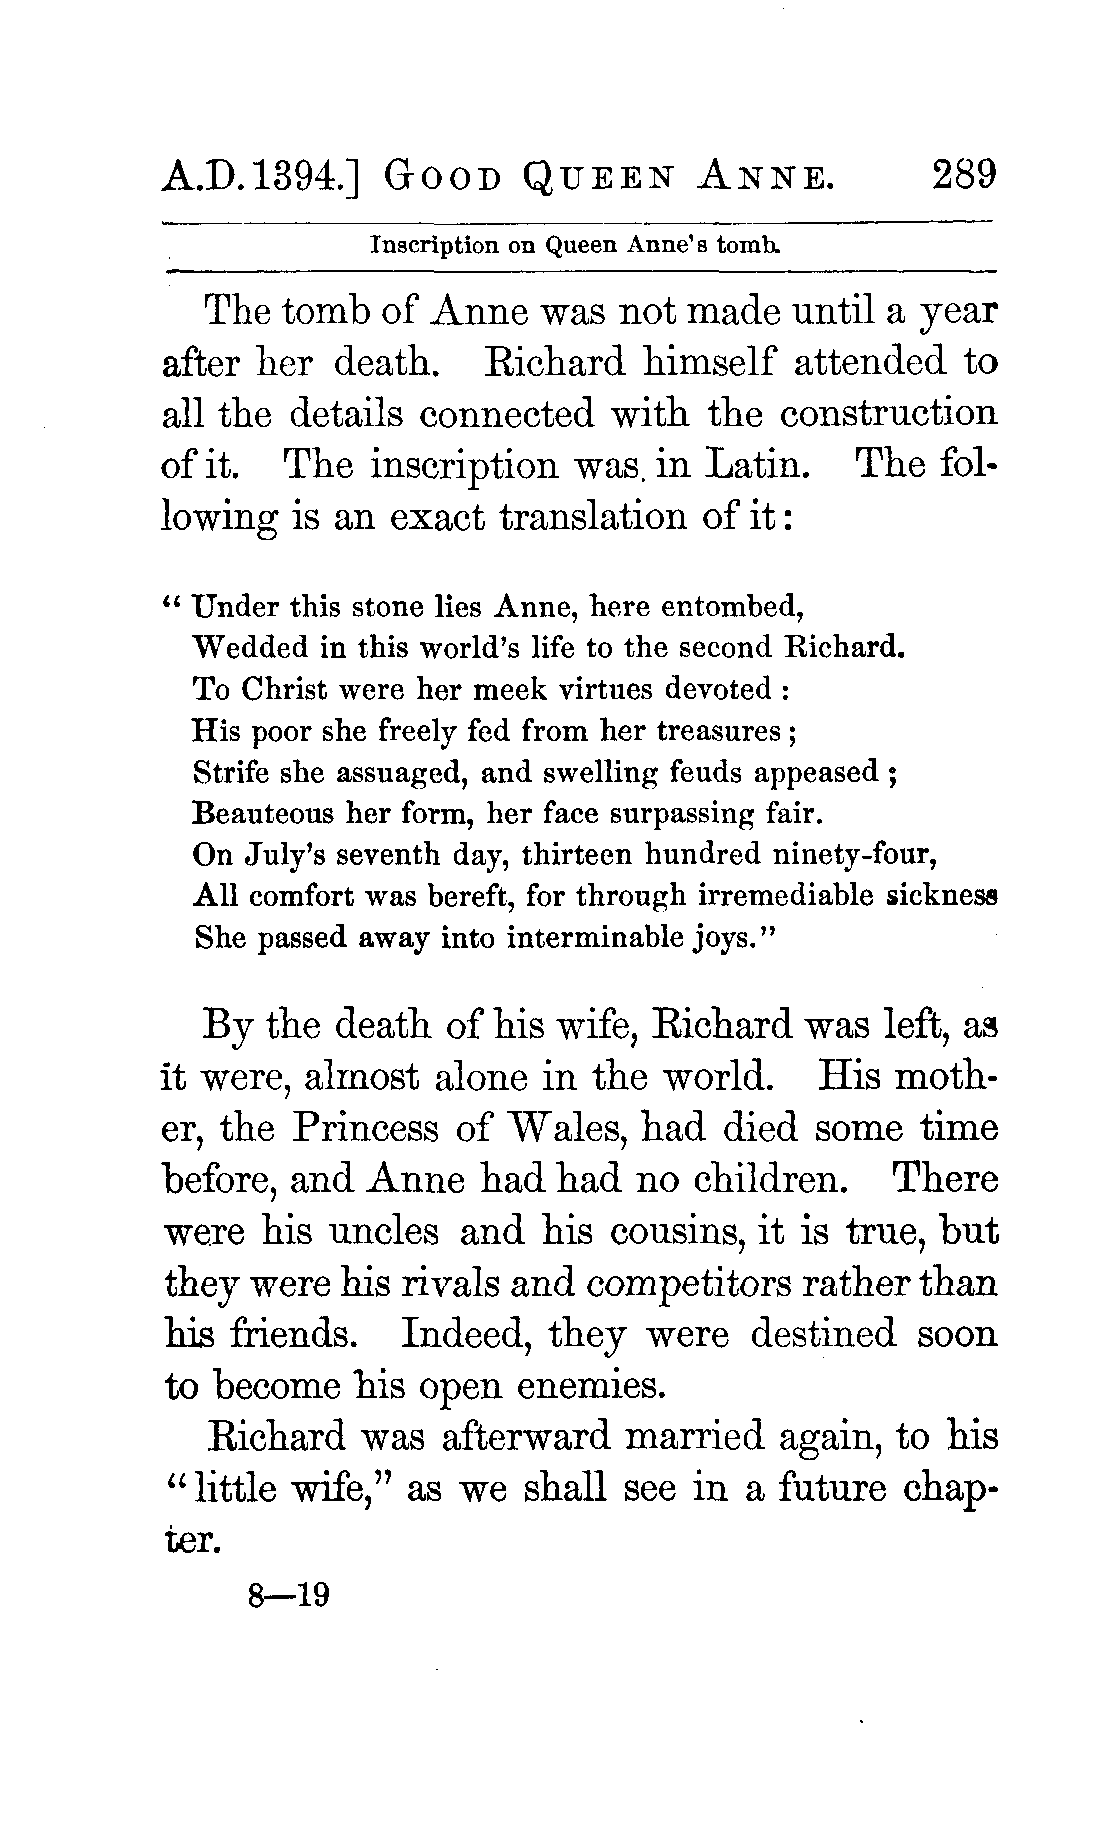 A.D. 1394.] GOOD QUEEN ANNE. 289
Inscription on Queen Anne's tomb.
The tomb of Anne was not made until a year
after her death. Richard himself attended to
all the details connected with the construction
of it. The inscription was in Latin. The fol-
lowing is an exact translation of it:
"Under this stone lies Anne, here entombed,
Wedded in this world's life to the second Richard.
To Christ were her meek virtues devoted:
His poor she freely fed from her treasures;
Strife she assuaged, and swelling feuds appeased;
Beauteous her form, her face surpassing fair.
On July's seventh day, thirteen hundred ninety-four,
All comfort was bereft, for through irremediable sickness
She passed away into interminable joys."
By the death of his wife, Richard was left, as
it were, almost alone in the world. His moth-
er, the Princess of Wales, had died some time
before, and Anne had had no children. There
were his uncles and his cousins, it is true, but
they were his rivals and competitors rather than
his friends. Indeed, they were destined soon
to become his open enemies.
Richard was afterward married again, to his
"little wife," as we shall see in a future chap-
ter.
8—19